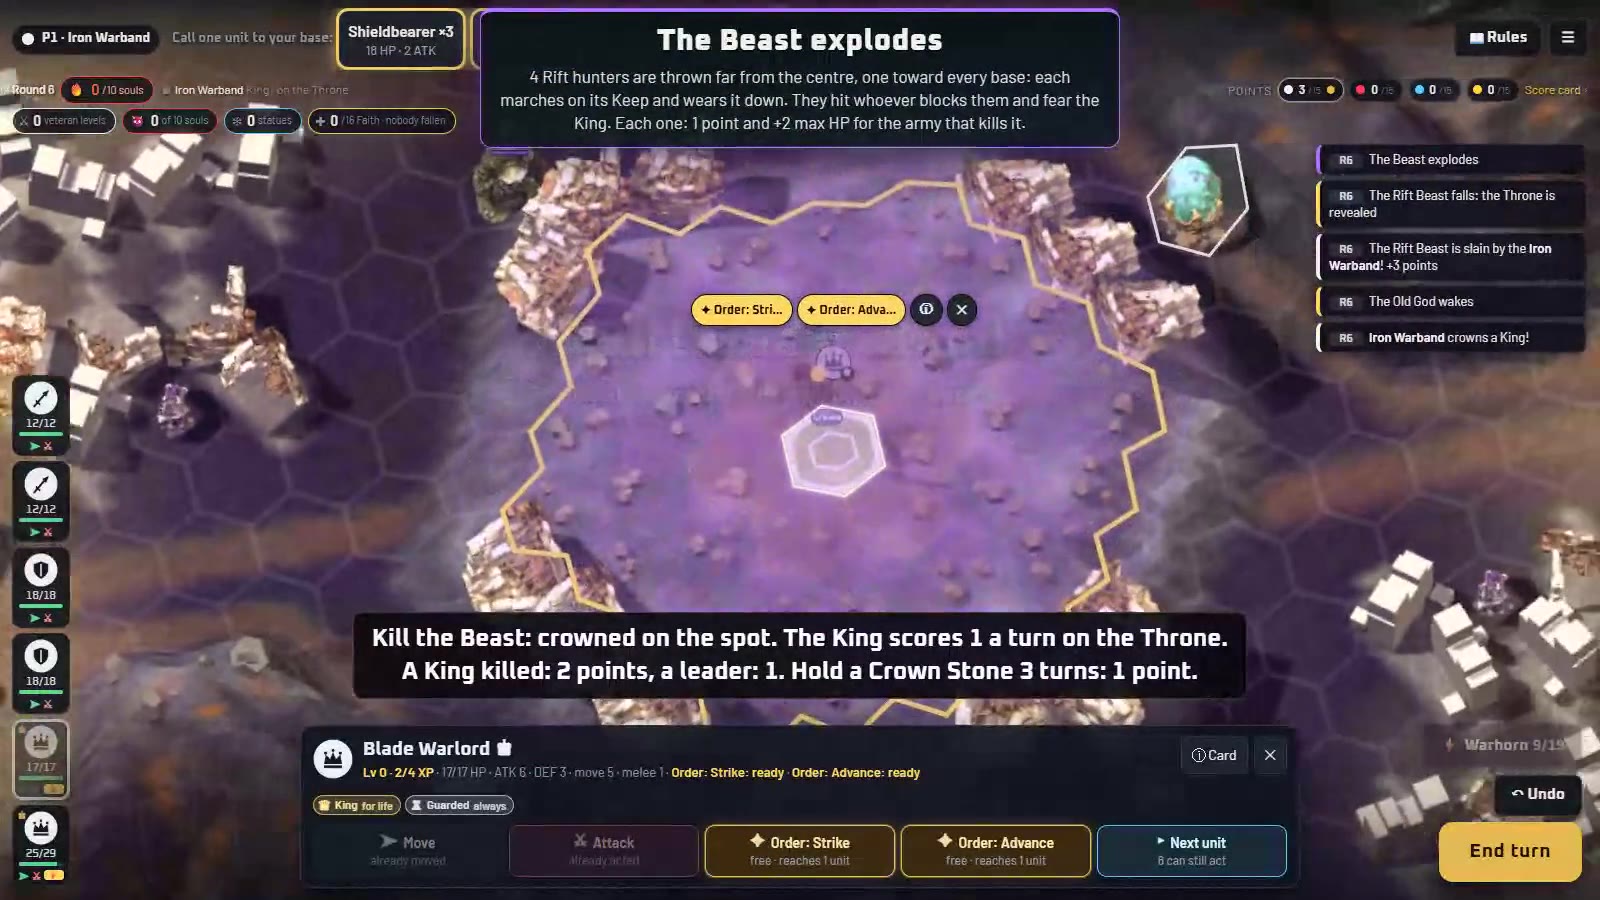 P1 · Iron Warband
Call one unit to your base:
Shieldbearer ×3
18 HP · 2 ATK
The Beast explodes
4 Rift hunters are thrown far from the centre, one toward every base: each
marches on its Keep and wears it down. They hit whoever blocks them and fear the
King. Each one: 1 point and +2 max HP for the army that kills it.
Rules
Round 6
0 /10 souls
Iron Warband King · on the Throne
0 veteran levels
0 of 10 souls
0 statues
0 /16 Faith · nobody fallen
POINTS
3 /15
0 /15
0 /15
0 /15
Score card
R6 The Beast explodes
R6 The Rift Beast falls: the Throne is
revealed
R6 The Rift Beast is slain by the Iron
Warband! +3 points
R6 The Old God wakes
R6 Iron Warband crowns a King!
Order: Stri...
Order: Adva...
12/12
12/12
18/18
18/18
17/17
25/29
Kill the Beast: crowned on the spot. The King scores 1 a turn on the Throne.
A King killed: 2 points, a leader: 1. Hold a Crown Stone 3 turns: 1 point.
Blade Warlord
Lv 0 · 2/4 XP · 17/17 HP · ATK 6 · DEF 3 · move 5 · melee 1 · Order: Strike: ready · Order: Advance: ready
King for life
Guarded always
Card
Move
already moved
Attack
already acted
Order: Strike
free · reaches 1 unit
Order: Advance
free · reaches 1 unit
Next unit
6 can still act
Warhorn 9/19
Undo
End turn